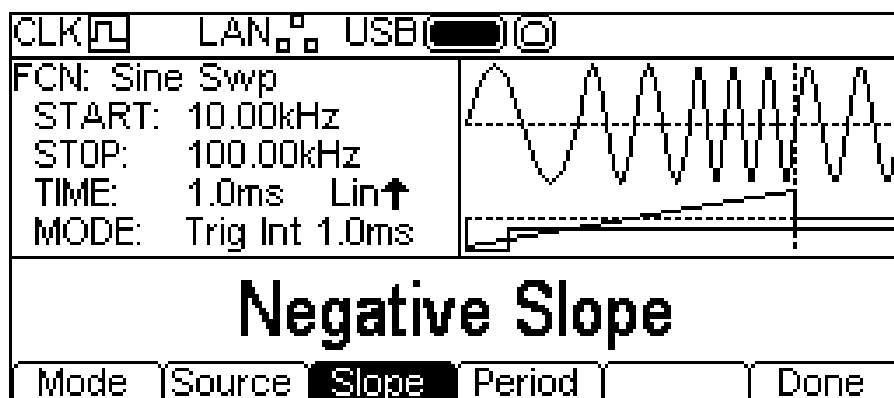 CLK LAN USB
FCN: Sine Swp
START: 10.00kHz
STOP: 100.00kHz
TIME: 1.0ms Lin↑
MODE: Trig Int 1.0ms
Negative Slope
Mode Source Slope Period Done